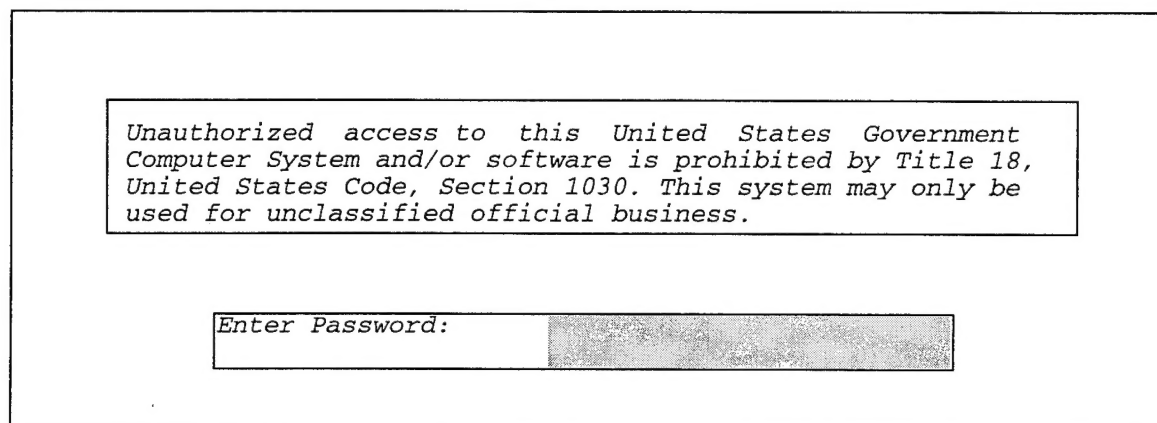 Unauthorized access to this United States Government
Computer System and/or software is prohibited by Title 18,
United States Code, Section 1030. This system may only be
used for unclassified official business.
Enter Password: